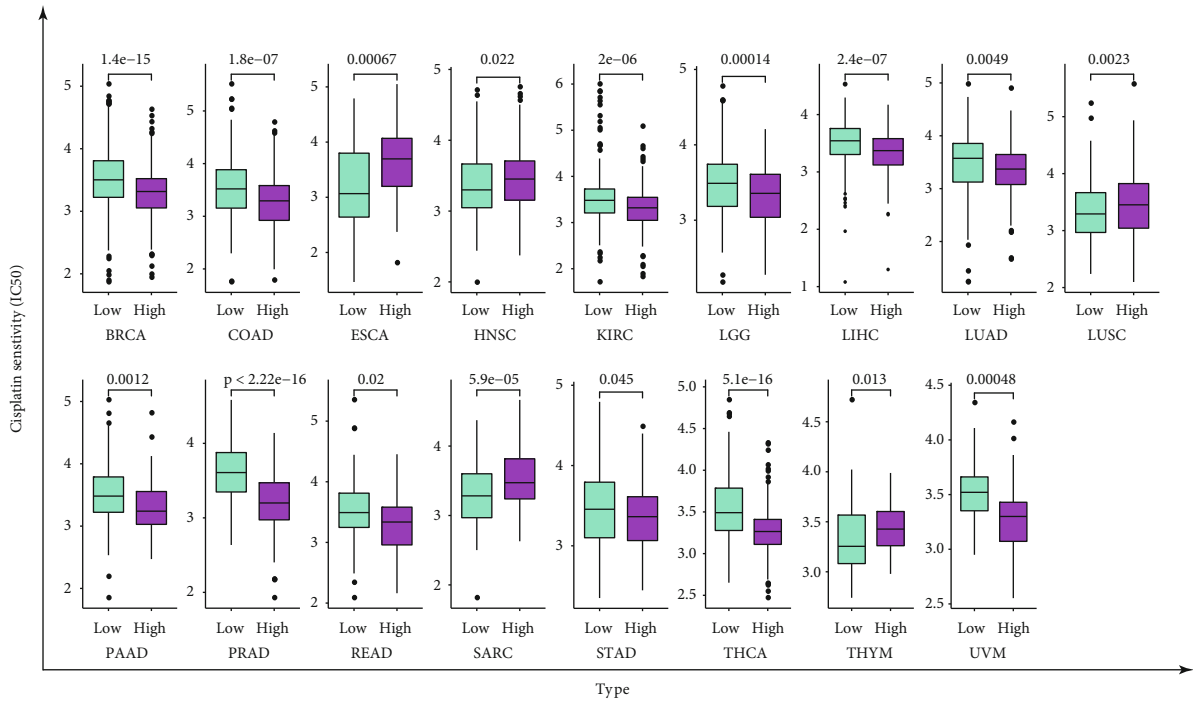 Cisplatin senstivity (IC50)
1.4e−15 1.8e−07 0.00067 0.022 2e−06 0.00014 2.4e−07 0.0049 0.0023
5 4 3 2
5 4 3 2
5 4 3 2
5 4 3 2
6 5 4 3 2
5 4 3
4 3 2 1
5 4 3 2
5 4 3 2
Low High Low High Low High Low High Low High Low High Low High Low High Low High
BRCA COAD ESCA HNSC KIRC LGG LIHC LUAD LUSC
0.0012 p < 2.22e−16 0.02 5.9e−05 0.045 5.1e−16 0.013 0.00048
5 4 3 2
4 3 2
5 4 3 2
4 3 2
5 4 3
5.0 4.5 4.0 3.5 3.0 2.5
4.5 4.0 3.5 3.0
4.5 4.0 3.5 3.0 2.5
Low High Low High Low High Low High Low High Low High Low High Low High
PAAD PRAD READ SARC STAD THCA THYM UVM
Type